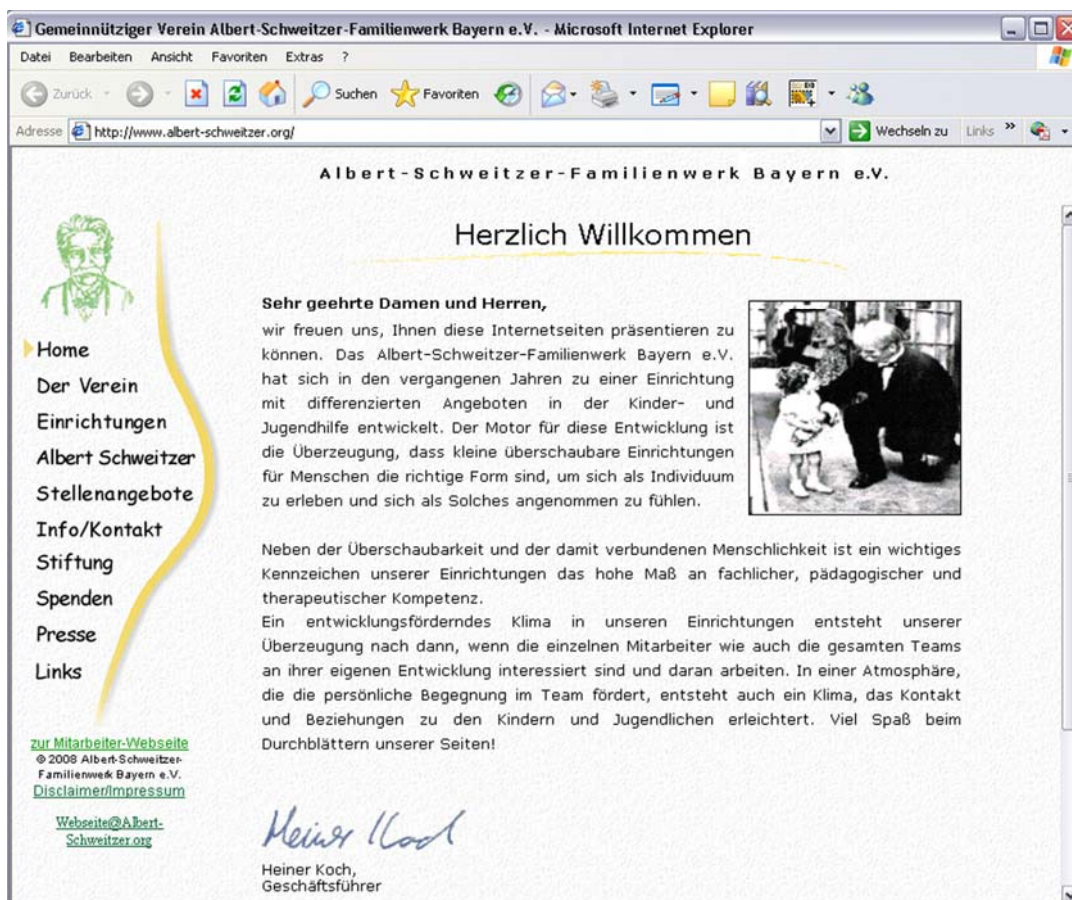 Gemeinnütziger Verein Albert-Schweitzer-Familienwerk Bayern e.V. - Microsoft Internet Explorer
Datei Bearbeiten Ansicht Favoriten Extras ?
Zurück Suchen Favoriten
Adresse http://www.albert-schweitzer.org/ Wechseln zu Links »
Albert-Schweitzer-Familienwerk Bayern e.V.
Herzlich Willkommen
Home
Der Verein
Einrichtungen
Albert Schweitzer
Stellenangebote
Info/Kontakt
Stiftung
Spenden
Presse
Links
zur Mitarbeiter-Webseite
© 2008 Albert-Schweitzer-
Familienwerk Bayern e.V.
Disclaimer/Impressum
Webseite@Albert-
Schweitzer.org
Sehr geehrte Damen und Herren,
wir freuen uns, Ihnen diese Internetseiten präsentieren zu
können. Das Albert-Schweitzer-Familienwerk Bayern e.V.
hat sich in den vergangenen Jahren zu einer Einrichtung
mit differenzierten Angeboten in der Kinder- und
Jugendhilfe entwickelt. Der Motor für diese Entwicklung ist
die Überzeugung, dass kleine überschaubare Einrichtungen
für Menschen die richtige Form sind, um sich als Individuum
zu erleben und sich als Solches angenommen zu fühlen.
Neben der Überschaubarkeit und der damit verbundenen Menschlichkeit ist ein wichtiges
Kennzeichen unserer Einrichtungen das hohe Maß an fachlicher, pädagogischer und
therapeutischer Kompetenz.
Ein entwicklungsförderndes Klima in unseren Einrichtungen entsteht unserer
Überzeugung nach dann, wenn die einzelnen Mitarbeiter wie auch die gesamten Teams
an ihrer eigenen Entwicklung interessiert sind und daran arbeiten. In einer Atmosphäre,
die die persönliche Begegnung im Team fördert, entsteht auch ein Klima, das Kontakt
und Beziehungen zu den Kindern und Jugendlichen erleichtert. Viel Spaß beim
Durchblättern unserer Seiten!
Heiner Koch
Heiner Koch,
Geschäftsführer